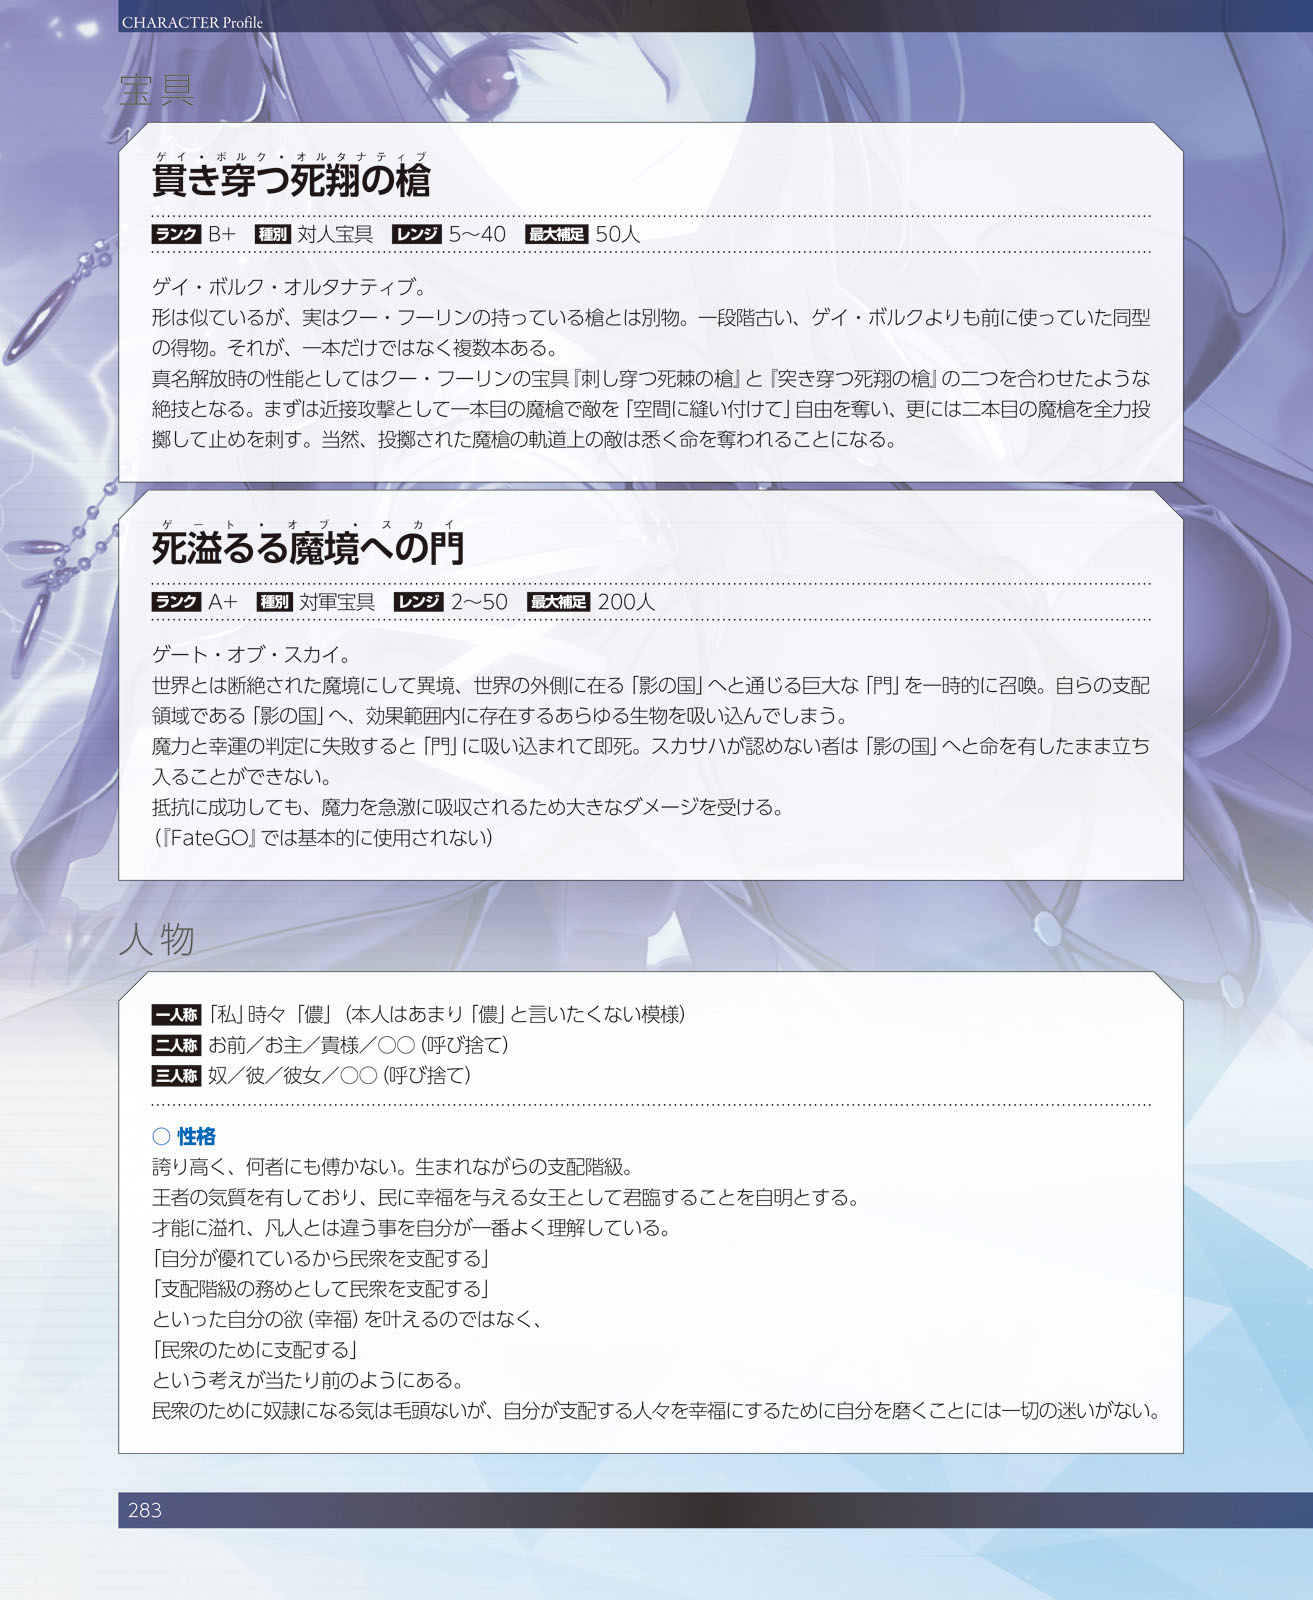 CHARACTER Profile
宝具
ゲイ・ボルク・オルタナティブ
貫き穿つ死翔の槍
ランク B+ 種別 対人宝具 レンジ 5～40 最大補足 50人
ゲイ・ボルク・オルタナティブ。
形は似ているが、実はクー・フーリンの持っている槍とは別物。一段階古い、ゲイ・ボルクよりも前に使っていた同型
の得物。それが、一本だけではなく複数本ある。
真名解放時の性能としてはクー・フーリンの宝具『刺し穿つ死棘の槍』と『突き穿つ死翔の槍』の二つを合わせたような
絶技となる。まずは近接攻撃として一本目の魔槍で敵を「空間に縫い付けて」自由を奪い、更には二本目の魔槍を全力投
擲して止めを刺す。当然、投擲された魔槍の軌道上の敵は悉く命を奪われることになる。
ゲート・オブ・スカイ
死溢るる魔境への門
ランク A+ 種別 対軍宝具 レンジ 2～50 最大補足 200人
ゲート・オブ・スカイ。
世界とは断絶された魔境にして異境、世界の外側に在る「影の国」へと通じる巨大な「門」を一時的に召喚。自らの支配
領域である「影の国」へ、効果範囲内に存在するあらゆる生物を吸い込んでしまう。
魔力と幸運の判定に失敗すると「門」に吸い込まれて即死。スカサハが認めない者は「影の国」へと命を有したまま立ち
入ることができない。
抵抗に成功しても、魔力を急激に吸収されるため大きなダメージを受ける。
（『FateGO』では基本的に使用されない）
人物
一人称 「私」時々「儂」（本人はあまり「儂」と言いたくない模様）
二人称 お前／お主／貴様／○○（呼び捨て）
三人称 奴／彼／彼女／○○（呼び捨て）
○ 性格
誇り高く、何者にも傅かない。生まれながらの支配階級。
王者の気質を有しており、民に幸福を与える女王として君臨することを自明とする。
才能に溢れ、凡人とは違う事を自分が一番よく理解している。
「自分が優れているから民衆を支配する」
「支配階級の務めとして民衆を支配する」
といった自分の欲（幸福）を叶えるのではなく、
「民衆のために支配する」
という考えが当たり前のようにある。
民衆のために奴隷になる気は毛頭ないが、自分が支配する人々を幸福にするために自分を磨くことには一切の迷いがない。
283